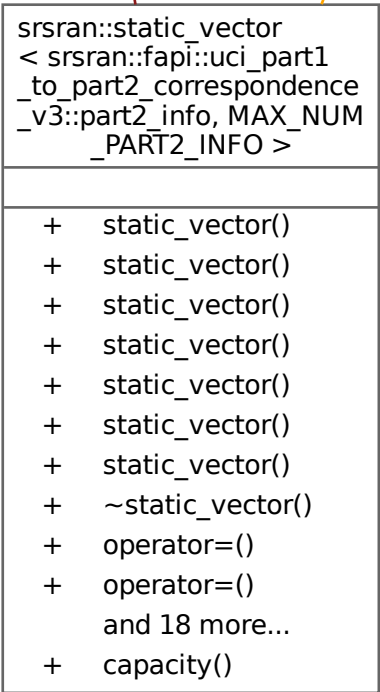 srsran::static_vector
< srsran::fapi::uci_part1
_to_part2_correspondence
_v3::part2_info, MAX_NUM
_PART2_INFO >
+ static_vector()
+ static_vector()
+ static_vector()
+ static_vector()
+ static_vector()
+ static_vector()
+ static_vector()
+ ~static_vector()
+ operator=()
+ operator=()
and 18 more...
+ capacity()